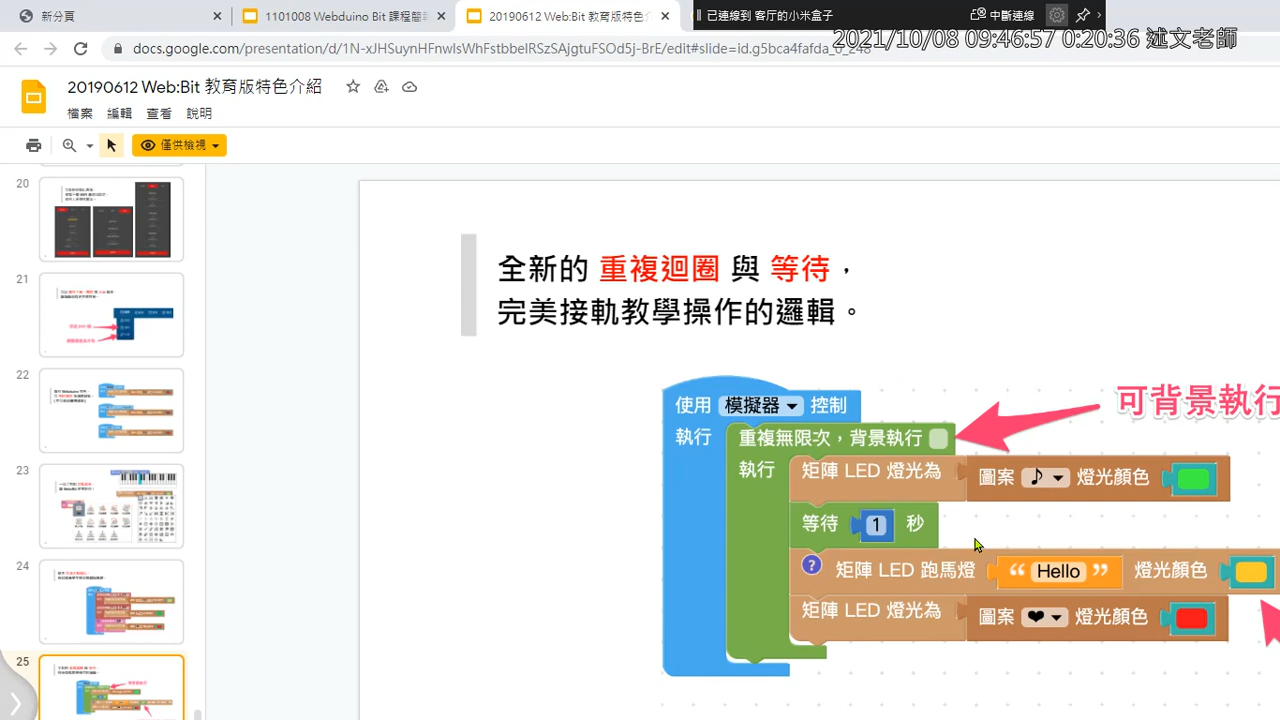 新分頁
1101008 Webduino Bit 課程簡
20190612 Web:Bit 教育版特色介
已連線到 客厅的小米盒子
中斷連線
docs.google.com/presentation/d/1N-xJHSuynHFnwIsWhFstbbeIRSzSAjgtuFSOd5j-BrE/edit#slide=id.g5bca4fafda_0_248
2021/10/08 09:46:57 0:20:36 述文老師
20190612 Web:Bit 教育版特色介紹
檔案 編輯 查看 說明
僅供檢視
20
21
22
23
24
25
全新的 重複迴圈 與 等待，
完美接軌教學操作的邏輯。
可背景執行
使用 模擬器 控制
執行
重複無限次，背景執行
執行
矩陣 LED 燈光為 圖案 ♪ 燈光顏色
等待 1 秒
? 矩陣 LED 跑馬燈 “ Hello ” 燈光顏色
矩陣 LED 燈光為 圖案 ❤ 燈光顏色